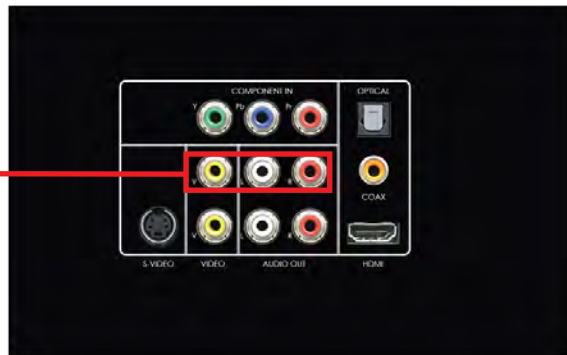 COMPONENT IN
OPTICAL
Y
Pb
Pr
L
R
COAX
V
L
R
S-VIDEO
VIDEO
AUDIO OUT
HDMI